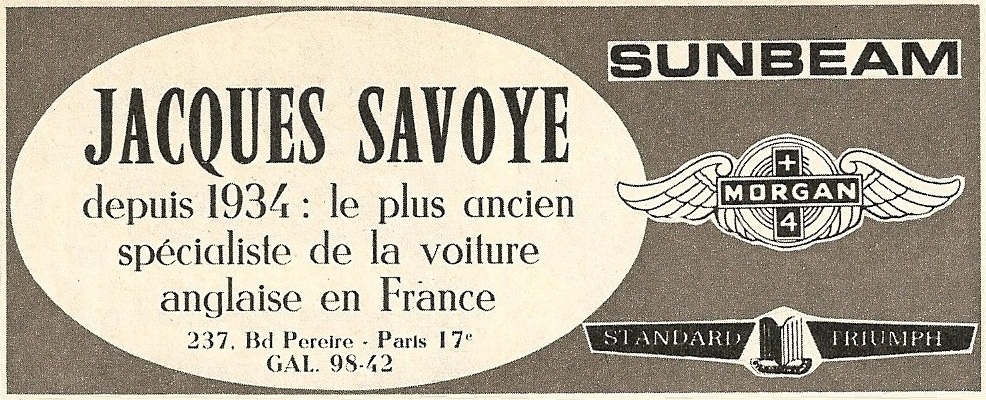 JACQUES SAVOYE
depuis 1934 : le plus ancien
spécialiste de la voiture
anglaise en France
237, Bd Pereire - Paris 17e
GAL. 98-42
SUNBEAM
+
MORGAN
4
STANDARD TRIUMPH